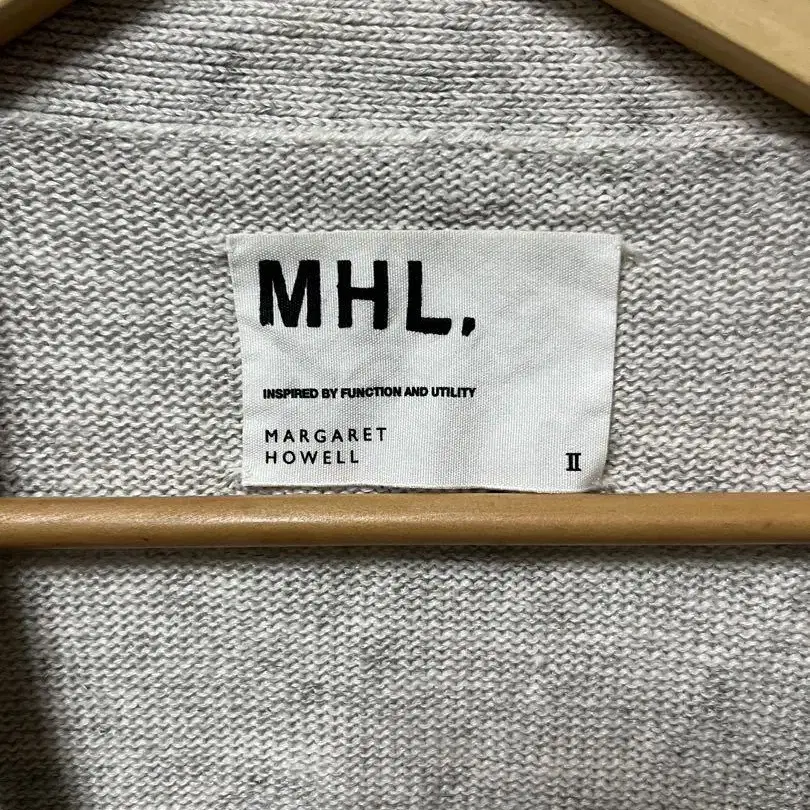 MHL.
INSPIRED BY FUNCTION AND UTILITY
MARGARET
HOWELL
II